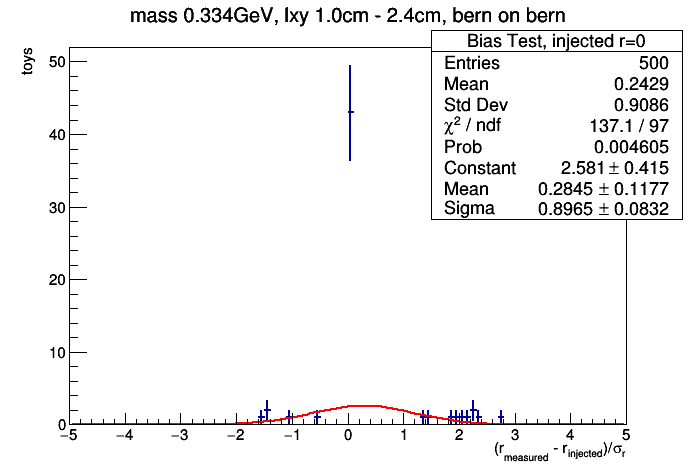 mass 0.334GeV, lxy 1.0cm - 2.4cm, bern on bern
Bias Test, injected r=0
Entries 500
Mean 0.2429
Std Dev 0.9086
χ² / ndf 137.1 / 97
Prob 0.004605
Constant 2.581 ± 0.415
Mean 0.2845 ± 0.1177
Sigma 0.8965 ± 0.0832
toys
50
40
30
20
10
0
−5 −4 −3 −2 −1 0 1 2 3 4 5
(r_measured - r_injected)/σ_r